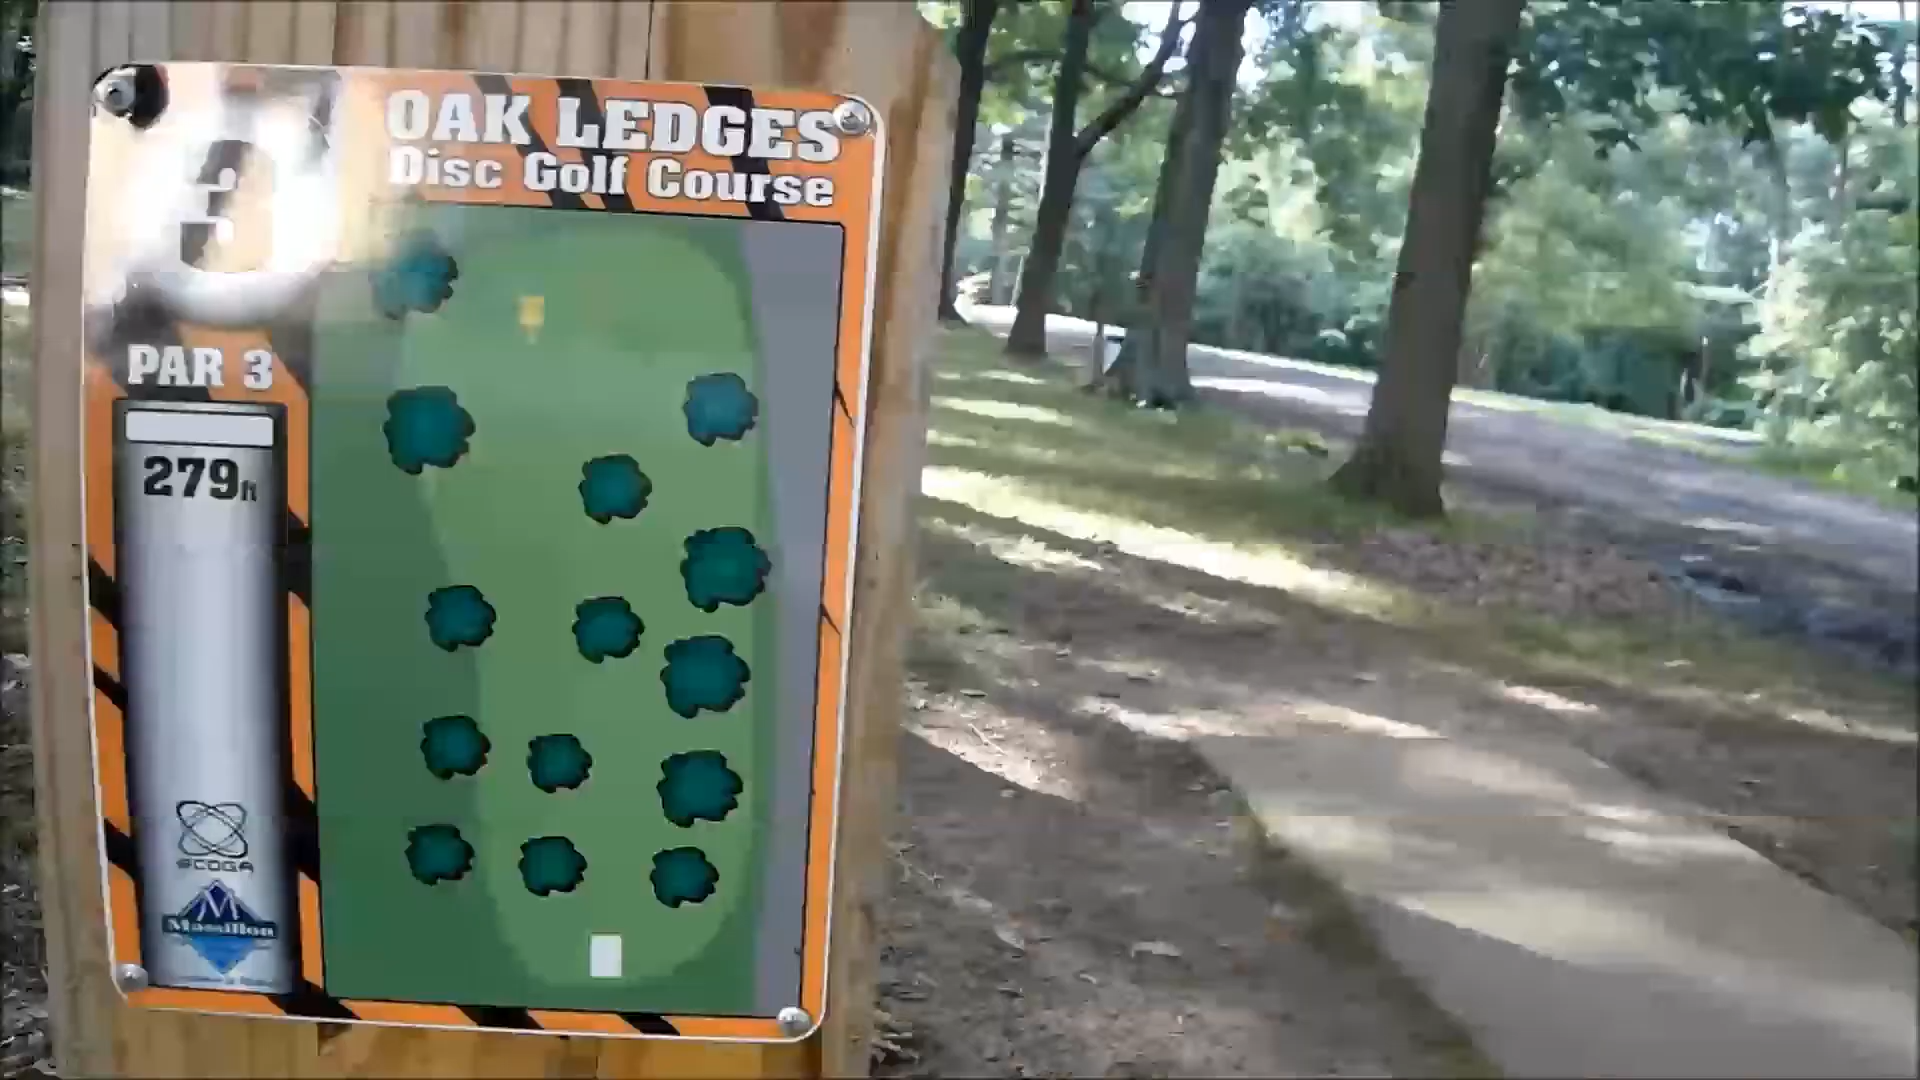 3
OAK LEDGES
Disc Golf Course
PAR 3
279ft
SCDGA
Massillon